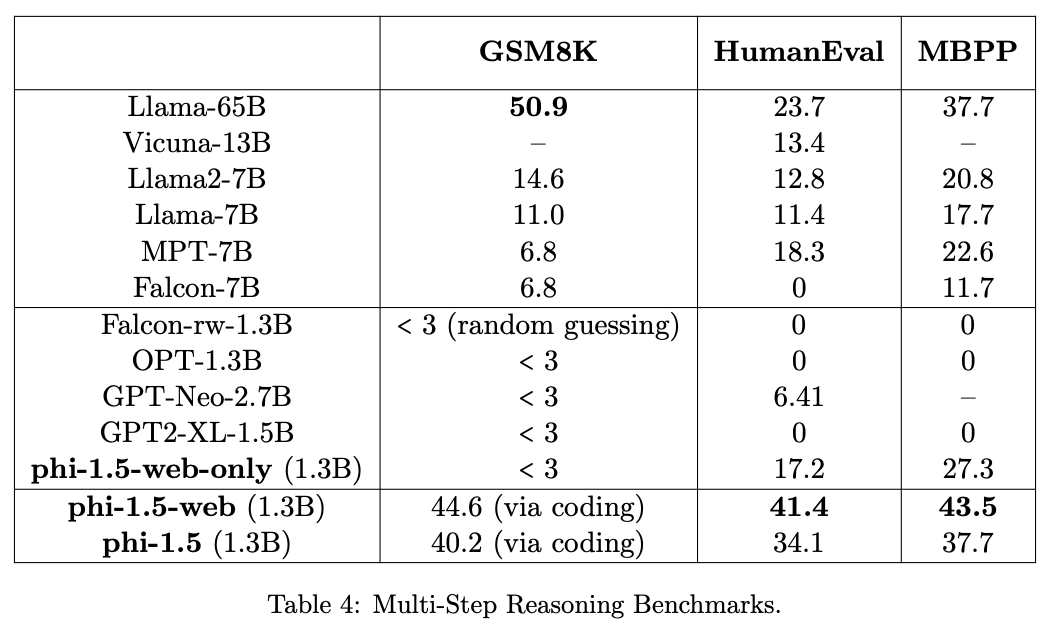 GSM8K HumanEval MBPP
Llama-65B 50.9 23.7 37.7
Vicuna-13B – 13.4 –
Llama2-7B 14.6 12.8 20.8
Llama-7B 11.0 11.4 17.7
MPT-7B 6.8 18.3 22.6
Falcon-7B 6.8 0 11.7
Falcon-rw-1.3B < 3 (random guessing) 0 0
OPT-1.3B < 3 0 0
GPT-Neo-2.7B < 3 6.41 –
GPT2-XL-1.5B < 3 0 0
phi-1.5-web-only (1.3B) < 3 17.2 27.3
phi-1.5-web (1.3B) 44.6 (via coding) 41.4 43.5
phi-1.5 (1.3B) 40.2 (via coding) 34.1 37.7
Table 4: Multi-Step Reasoning Benchmarks.